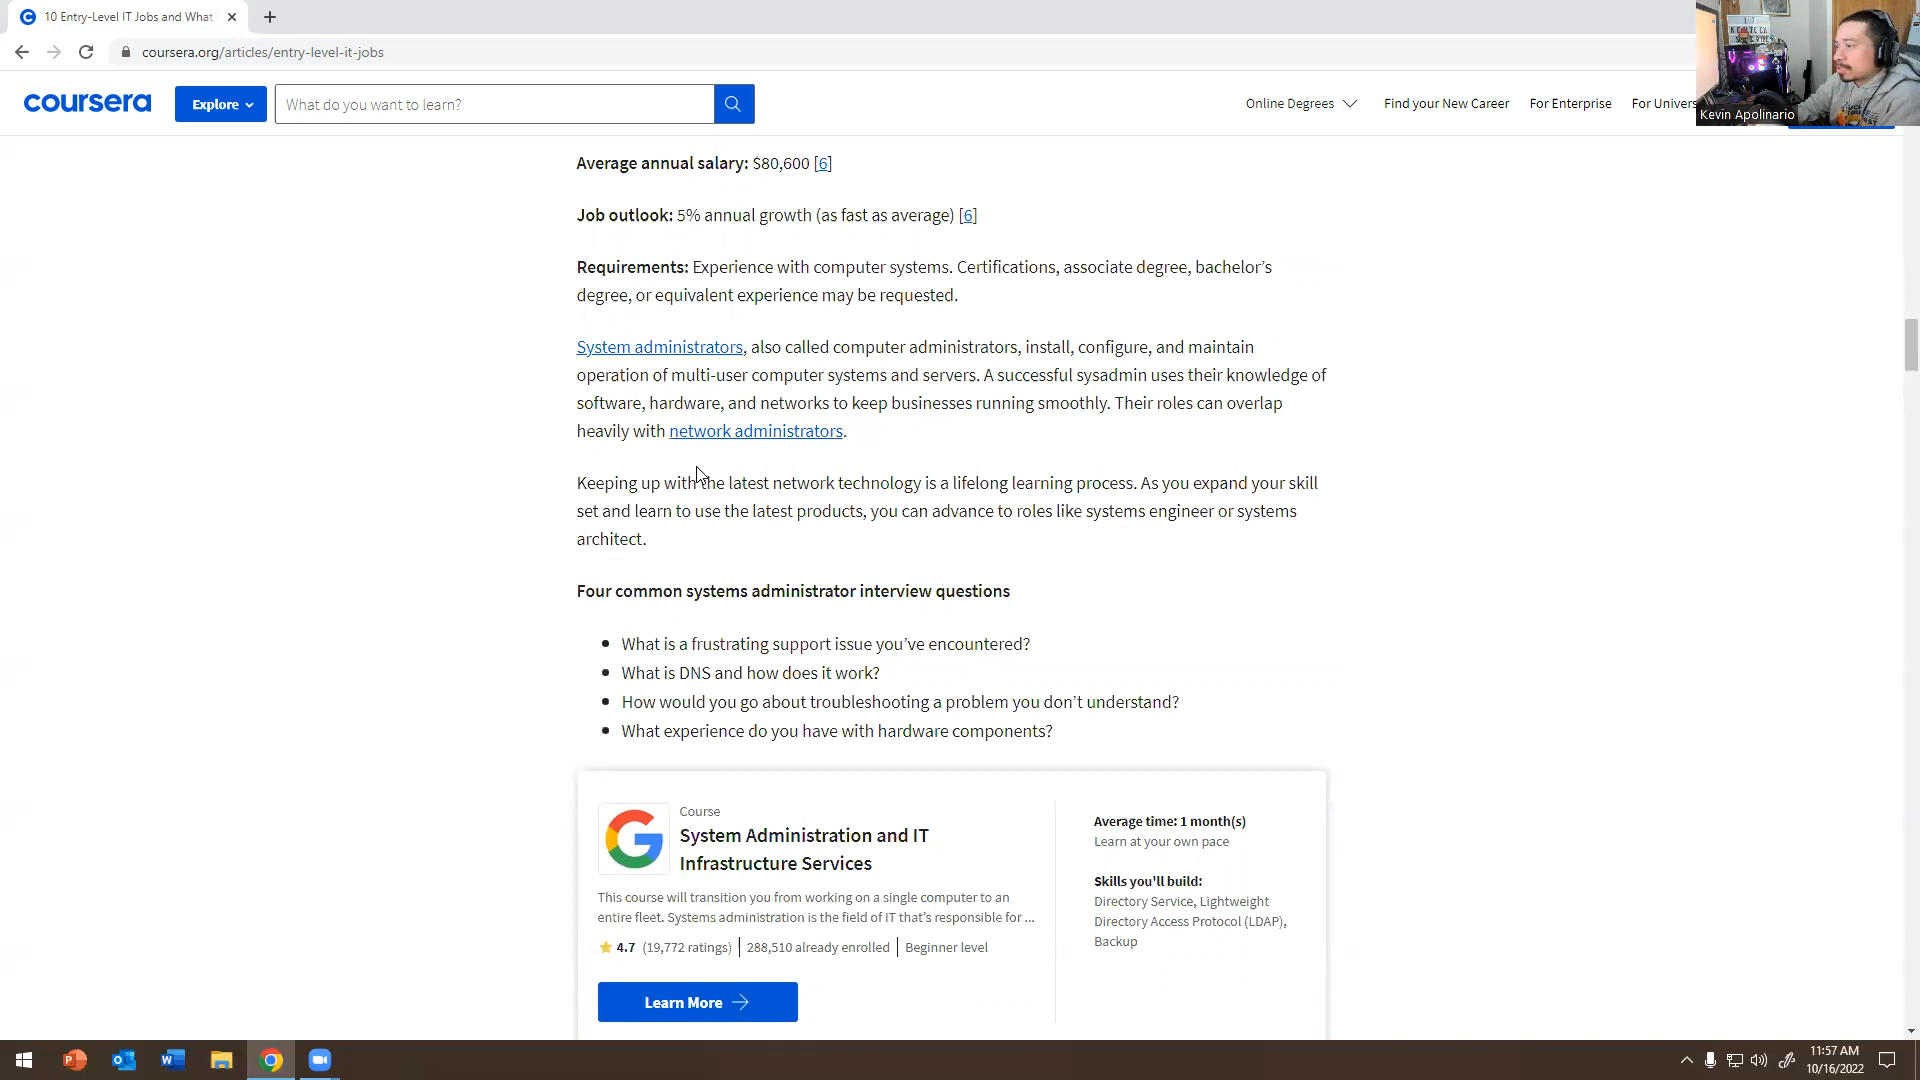 10 Entry-Level IT Jobs and What
coursera.org/articles/entry-level-it-jobs
coursera
Explore
What do you want to learn?
Online Degrees
Find your New Career
For Enterprise
For Univers
Kevin Apolinario
Average annual salary: $80,600 [6]
Job outlook: 5% annual growth (as fast as average) [6]
Requirements: Experience with computer systems. Certifications, associate degree, bachelor’s
degree, or equivalent experience may be requested.
System administrators, also called computer administrators, install, configure, and maintain
operation of multi-user computer systems and servers. A successful sysadmin uses their knowledge of
software, hardware, and networks to keep businesses running smoothly. Their roles can overlap
heavily with network administrators.
Keeping up with the latest network technology is a lifelong learning process. As you expand your skill
set and learn to use the latest products, you can advance to roles like systems engineer or systems
architect.
Four common systems administrator interview questions
What is a frustrating support issue you’ve encountered?
What is DNS and how does it work?
How would you go about troubleshooting a problem you don’t understand?
What experience do you have with hardware components?
Course
System Administration and IT
Infrastructure Services
This course will transition you from working on a single computer to an
entire fleet. Systems administration is the field of IT that’s responsible for ...
4.7 (19,772 ratings) | 288,510 already enrolled | Beginner level
Learn More
Average time: 1 month(s)
Learn at your own pace
Skills you'll build:
Directory Service, Lightweight
Directory Access Protocol (LDAP),
Backup
11:57 AM
10/16/2022